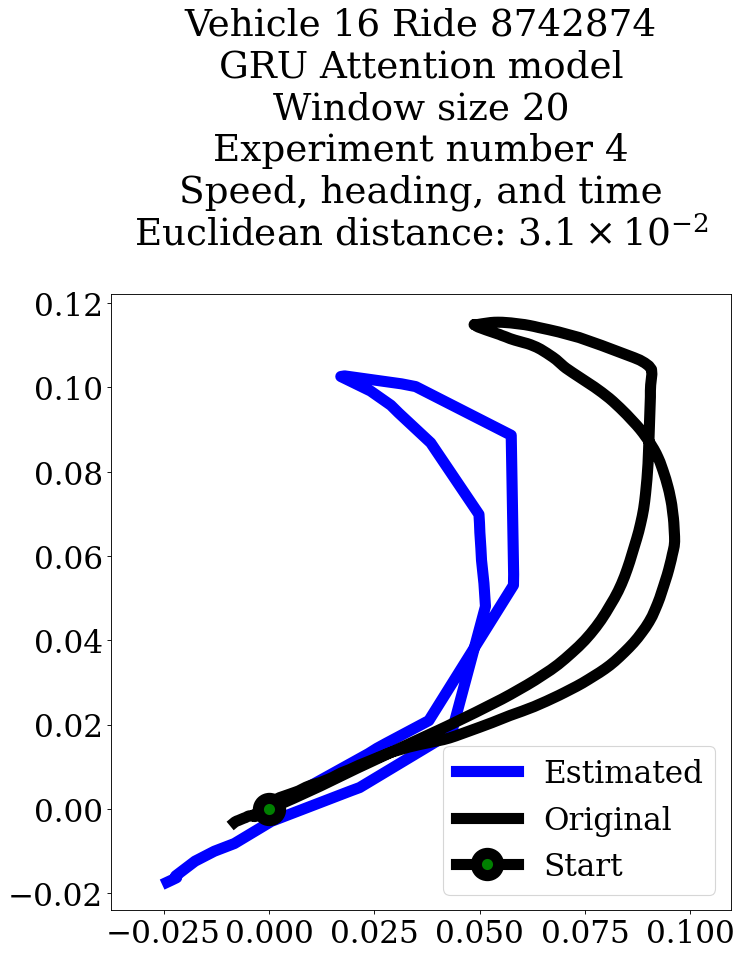 Vehicle 16 Ride 8742874
GRU Attention model
Window size 20
Experiment number 4
Speed, heading, and time
Euclidean distance: 3.1 × 10⁻²
0.12
0.10
0.08
0.06
0.04
0.02
0.00
−0.02
Estimated
Original
Start
−0.025 0.000 0.025 0.050 0.075 0.100